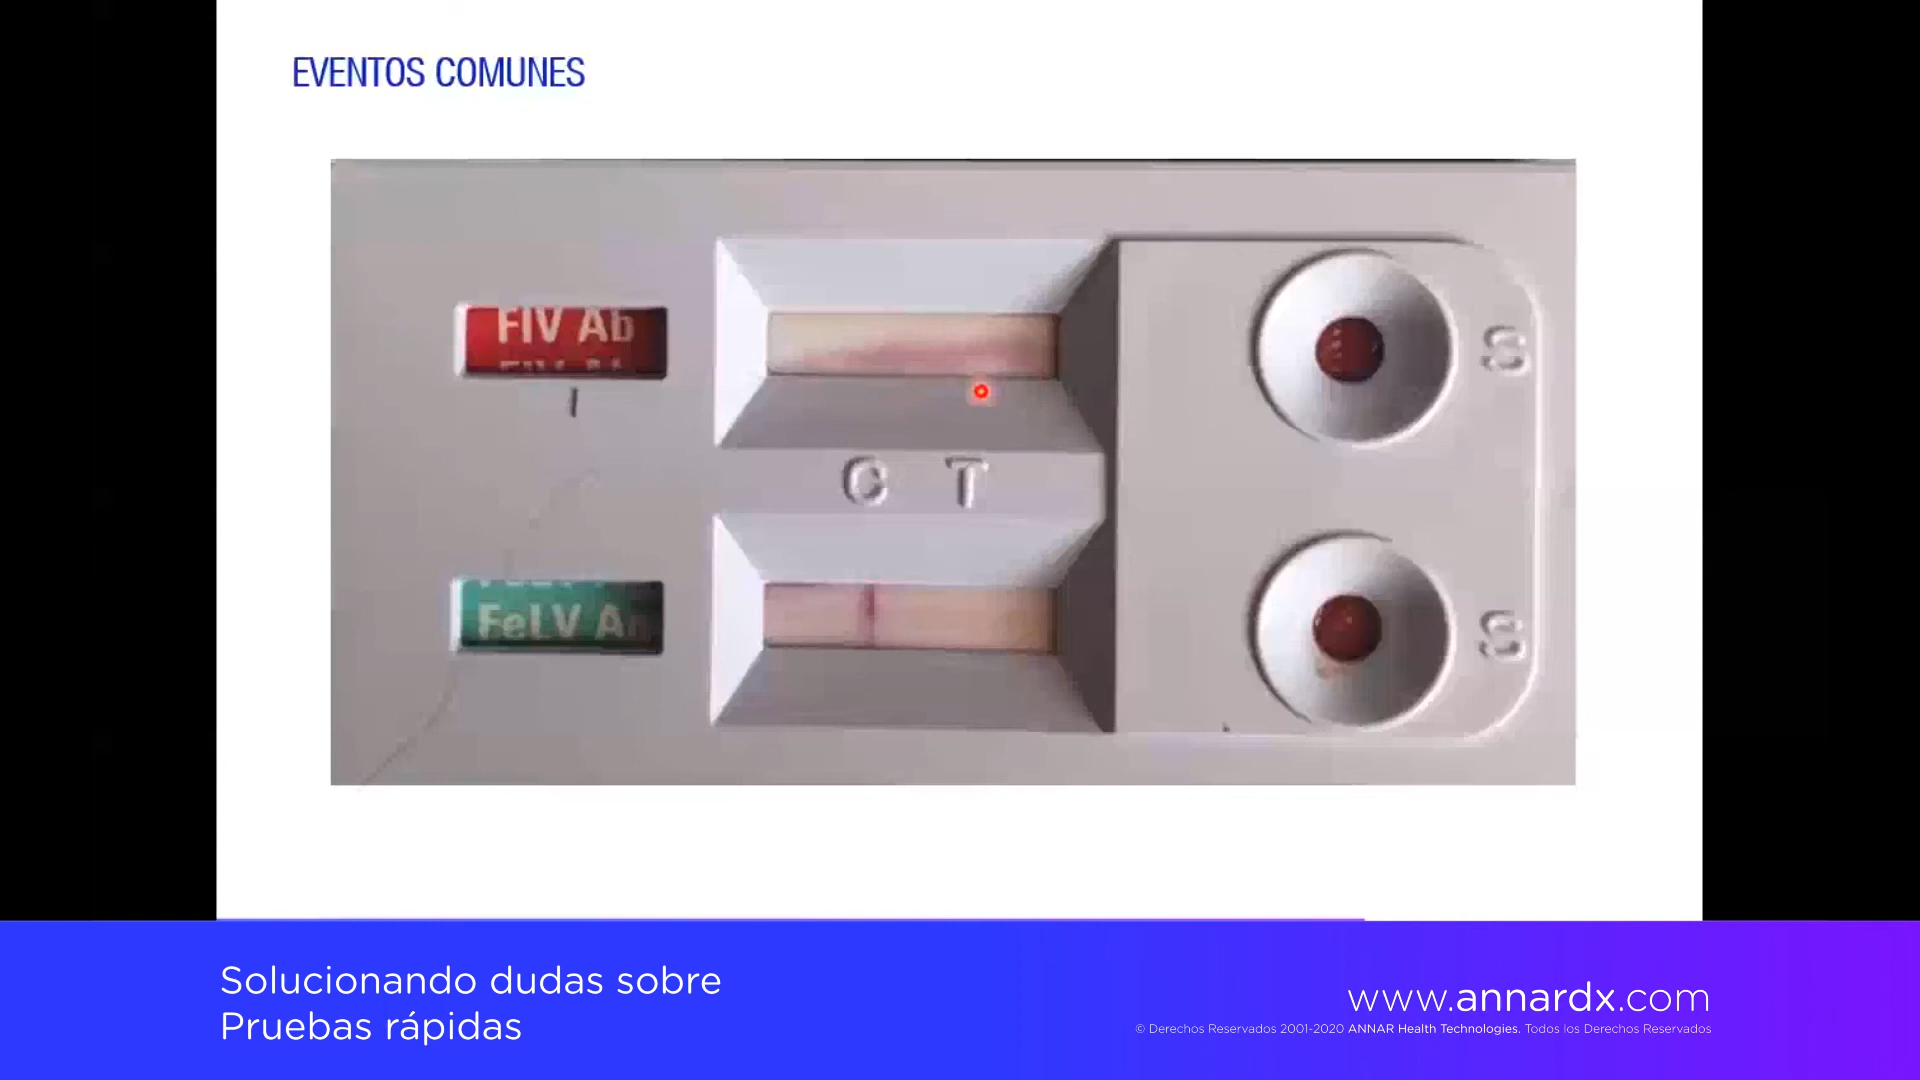 EVENTOS COMUNES
FIV Ab
S
C T
FeLV A
S
Solucionando dudas sobre
Pruebas rápidas
www.annardx.com
© Derechos Reservados 2001-2020 ANNAR Health Technologies. Todos los Derechos Reservados